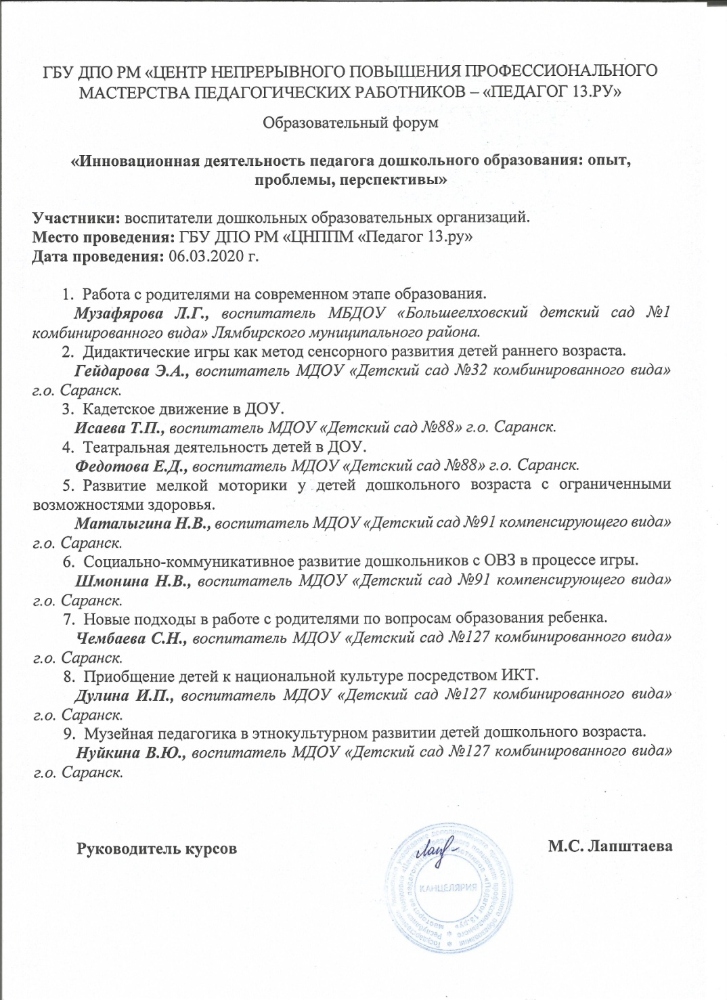 ГБУ ДПО РМ «ЦЕНТР НЕПРЕРЫВНОГО ПОВЫШЕНИЯ ПРОФЕССИОНАЛЬНОГО
МАСТЕРСТВА ПЕДАГОГИЧЕСКИХ РАБОТНИКОВ – «ПЕДАГОГ 13.РУ»
Образовательный форум
«Инновационная деятельность педагога дошкольного образования: опыт,
проблемы, перспективы»
Участники: воспитатели дошкольных образовательных организаций.
Место проведения: ГБУ ДПО РМ «ЦНППМ «Педагог 13.ру»
Дата проведения: 06.03.2020 г.
1. Работа с родителями на современном этапе образования.
Музафярова Л.Г., воспитатель МБДОУ «Большеелховский детский сад №1
комбинированного вида» Лямбирского муниципального района.
2. Дидактические игры как метод сенсорного развития детей раннего возраста.
Гейдарова Э.А., воспитатель МДОУ «Детский сад №32 комбинированного вида»
г.о. Саранск.
3. Кадетское движение в ДОУ.
Исаева Т.П., воспитатель МДОУ «Детский сад №88» г.о. Саранск.
4. Театральная деятельность детей в ДОУ.
Федотова Е.Д., воспитатель МДОУ «Детский сад №88» г.о. Саранск.
5. Развитие мелкой моторики у детей дошкольного возраста с ограниченными
возможностями здоровья.
Маталыгина Н.В., воспитатель МДОУ «Детский сад №91 компенсирующего вида»
г.о. Саранск.
6. Социально-коммуникативное развитие дошкольников с ОВЗ в процессе игры.
Шмонина Н.В., воспитатель МДОУ «Детский сад №91 компенсирующего вида»
г.о. Саранск.
7. Новые подходы в работе с родителями по вопросам образования ребенка.
Чембаева С.Н., воспитатель МДОУ «Детский сад №127 комбинированного вида»
г.о. Саранск.
8. Приобщение детей к национальной культуре посредством ИКТ.
Дулина И.П., воспитатель МДОУ «Детский сад №127 комбинированного вида»
г.о. Саранск.
9. Музейная педагогика в этнокультурном развитии детей дошкольного возраста.
Нуйкина В.Ю., воспитатель МДОУ «Детский сад №127 комбинированного вида»
г.о. Саранск.
Руководитель курсов
М.С. Лапштаева
КАНЦЕЛЯРИЯ